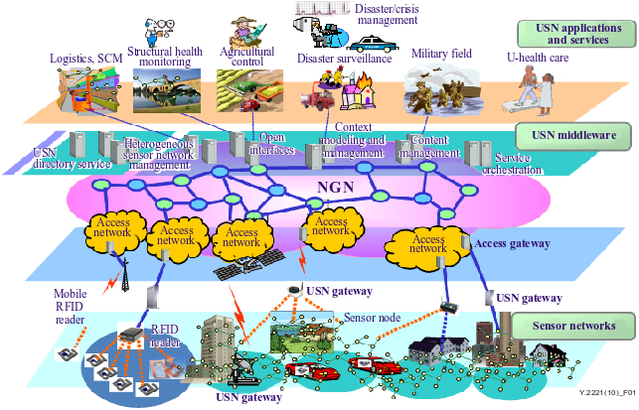 Disaster/crisis
management
USN applications
and services
Structural health
monitoring
Agricultural
control
Logistics, SCM
Disaster surveillance
Military field
U-health care
USN middleware
USN
directory service
Heterogeneous
sensor network
management
Open
interfaces
Context
modeling and
management
Content
management
Service
orchestration
NGN
Access
network
Access
network
Access
network
Access
network
Access
network
Access gateway
USN gateway
Mobile
RFID
reader
RFID
reader
Sensor node
USN gateway
Sensor networks
USN gateway
Y.2221(10)_F01